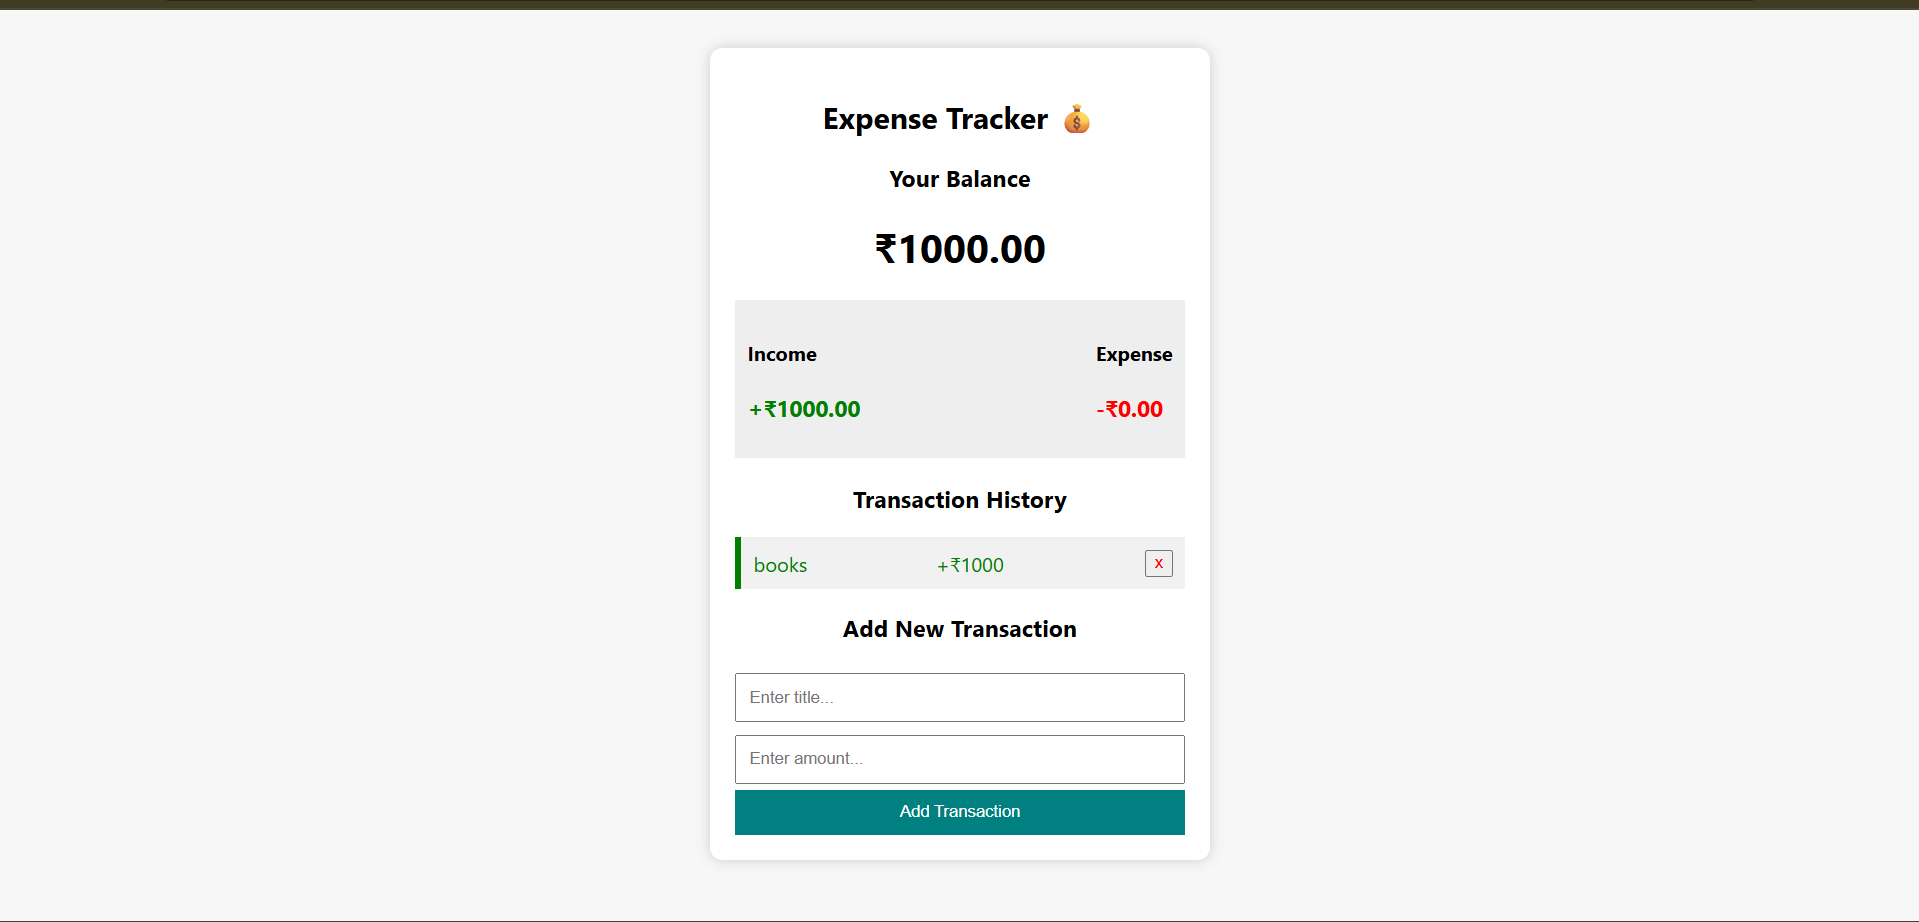 Expense Tracker 💰
Your Balance
₹1000.00
Income Expense
+₹1000.00 -₹0.00
Transaction History
books +₹1000 x
Add New Transaction
Enter title...
Enter amount...
Add Transaction